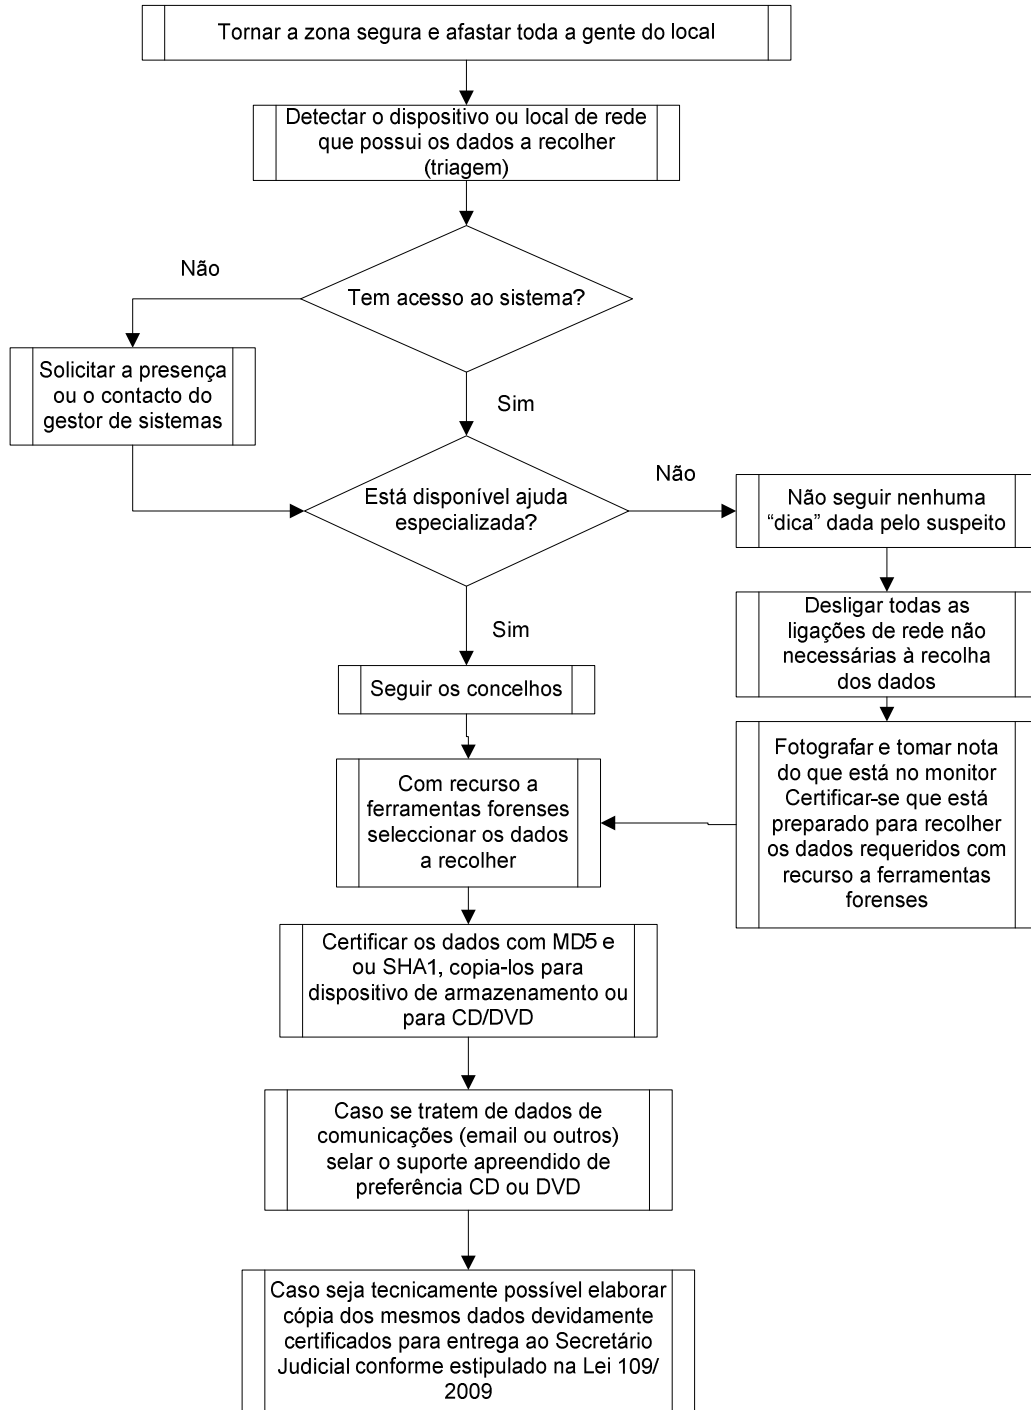 Tornar a zona segura e afastar toda a gente do local
Detectar o dispositivo ou local de rede
que possui os dados a recolher
(triagem)
Tem acesso ao sistema?
Não
Solicitar a presença
ou o contacto do
gestor de sistemas
Sim
Está disponível ajuda
especializada?
Não
Não seguir nenhuma
“dica” dada pelo suspeito
Desligar todas as
ligações de rede não
necessárias à recolha
dos dados
Fotografar e tomar nota
do que está no monitor
Certificar-se que está
preparado para recolher
os dados requeridos com
recurso a ferramentas
forenses
Sim
Seguir os concelhos
Com recurso a
ferramentas forenses
seleccionar os dados
a recolher
Certificar os dados com MD5 e
ou SHA1, copia-los para
dispositivo de armazenamento ou
para CD/DVD
Caso se tratem de dados de
comunicações (email ou outros)
selar o suporte apreendido de
preferência CD ou DVD
Caso seja tecnicamente possível elaborar
cópia dos mesmos dados devidamente
certificados para entrega ao Secretário
Judicial conforme estipulado na Lei 109/
2009